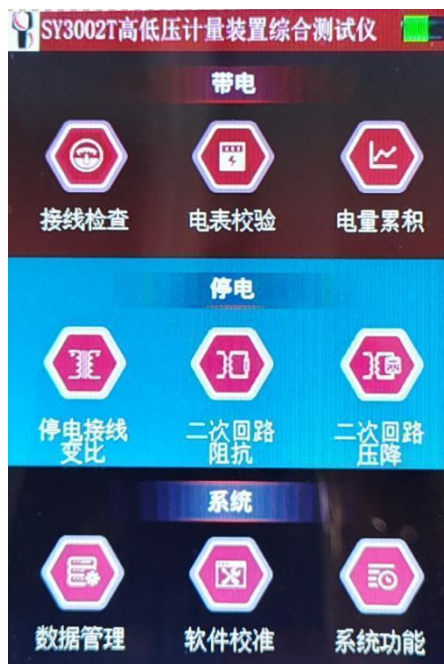 SY3002T高低压计量装置综合测试仪
带电
接线检查 电表校验 电量累积
停电
停电接线 二次回路 二次回路
变比 阻抗 压降
系统
数据管理 软件校准 系统功能